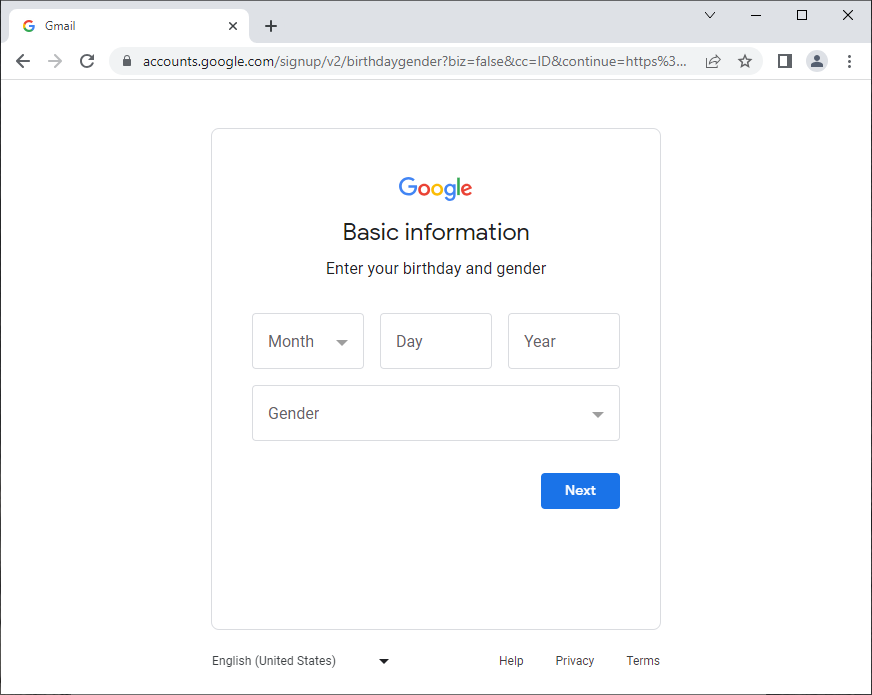 Gmail
accounts.google.com/signup/v2/birthdaygender?biz=false&cc=ID&continue=https%3...
Google
Basic information
Enter your birthday and gender
Month Day Year
Gender
Next
English (United States) Help Privacy Terms